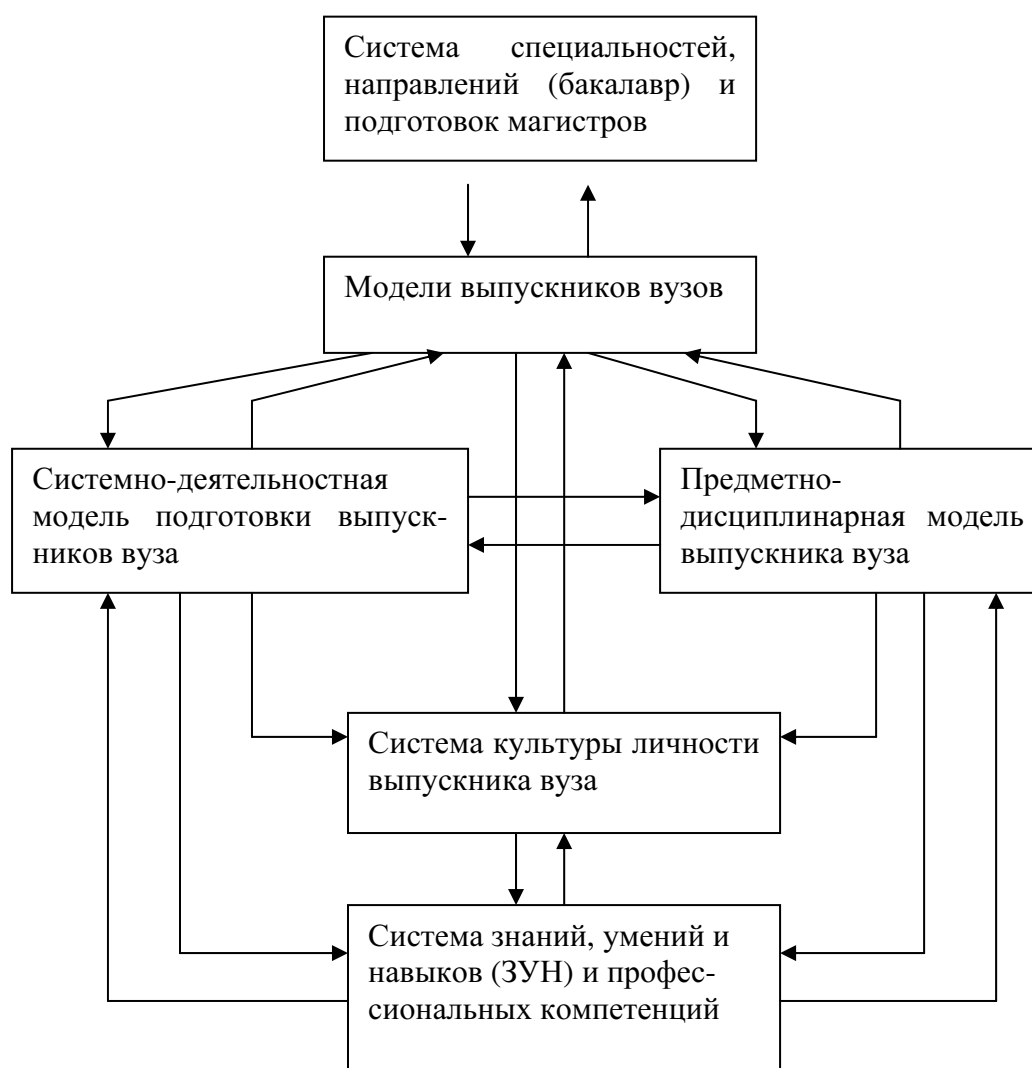 Система специальностей,
направлений (бакалавр) и
подготовок магистров
Модели выпускников вузов
Системно-деятельностная
модель подготовки выпуск-
ников вуза
Предметно-
дисциплинарная модель
выпускника вуза
Система культуры личности
выпускника вуза
Система знаний, умений и
навыков (ЗУН) и профес-
сиональных компетенций